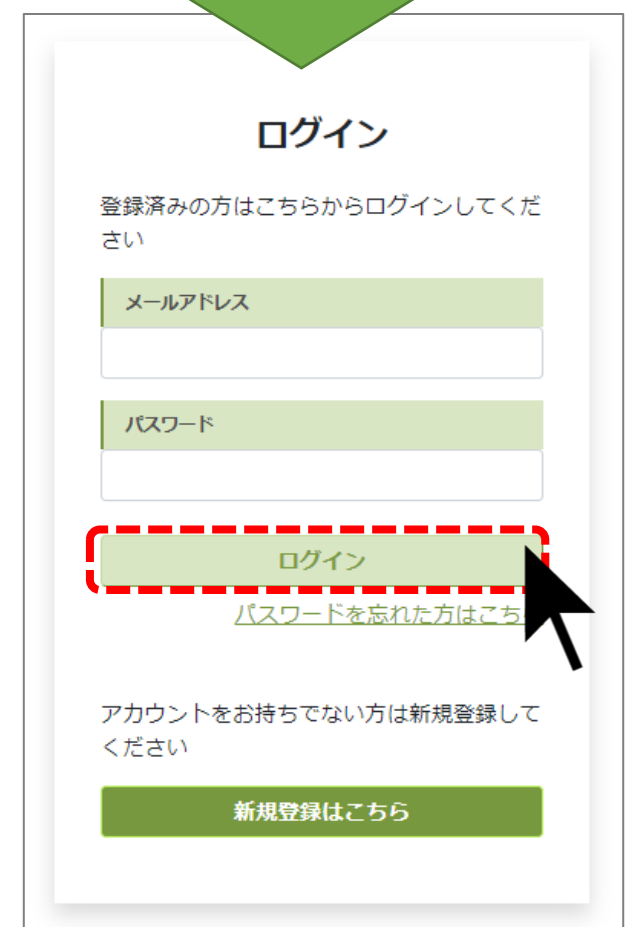 ログイン
登録済みの方はこちらからログインしてくだ
さい
メールアドレス
パスワード
ログイン
パスワードを忘れた方はこち
アカウントをお持ちでない方は新規登録して
ください
新規登録はこちら